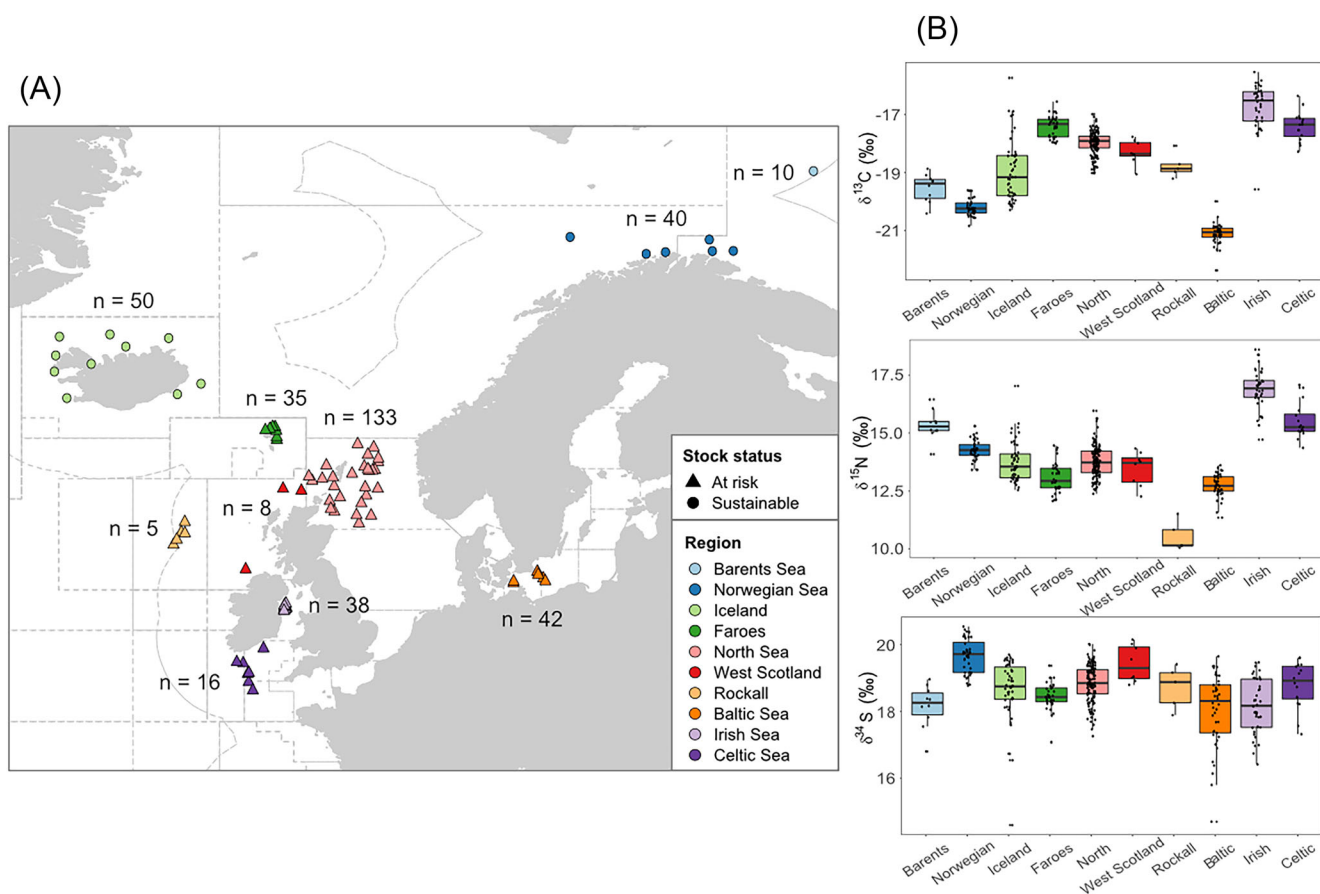 (A)
n = 10
n = 40
n = 50
n = 35
n = 133
n = 5
n = 8
n = 38
n = 42
n = 16
Stock status
At risk
Sustainable
Region
Barents Sea
Norwegian Sea
Iceland
Faroes
North Sea
West Scotland
Rockall
Baltic Sea
Irish Sea
Celtic Sea
(B)
δ¹³C (‰)
-17
-19
-21
Barents
Norwegian
Iceland
Faroes
North
West Scotland
Rockall
Baltic
Irish
Celtic
δ¹⁵N (‰)
17.5
15.0
12.5
10.0
Barents
Norwegian
Iceland
Faroes
North
West Scotland
Rockall
Baltic
Irish
Celtic
δ³⁴S (‰)
20
18
16
Barents
Norwegian
Iceland
Faroes
North
West Scotland
Rockall
Baltic
Irish
Celtic